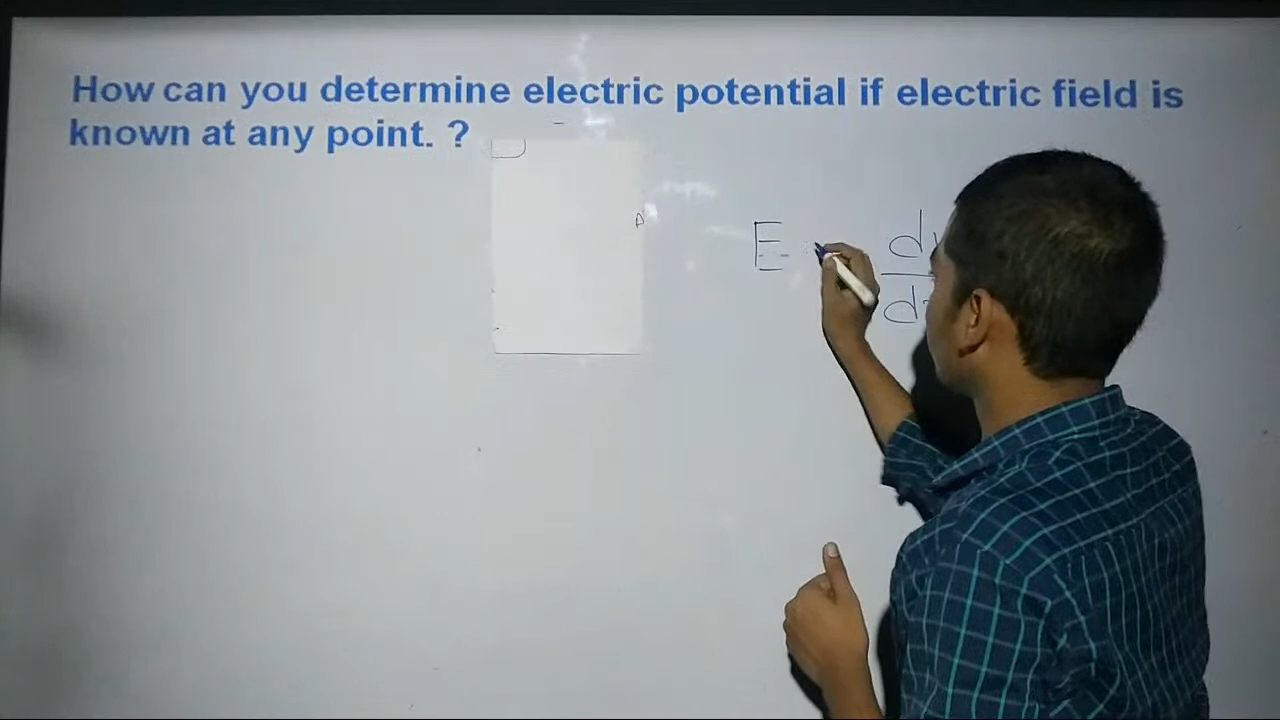 How can you determine electric potential if electric field is
known at any point. ?
E
d
d